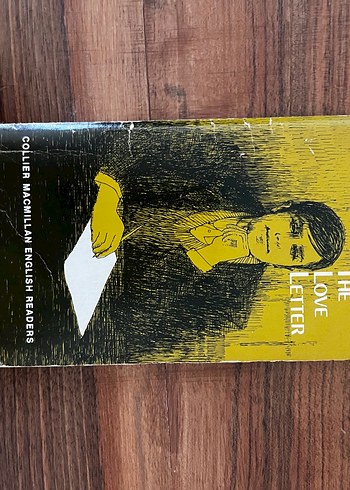 THE
LOVE
LETTER
COLLIER MACMILLAN ENGLISH READERS